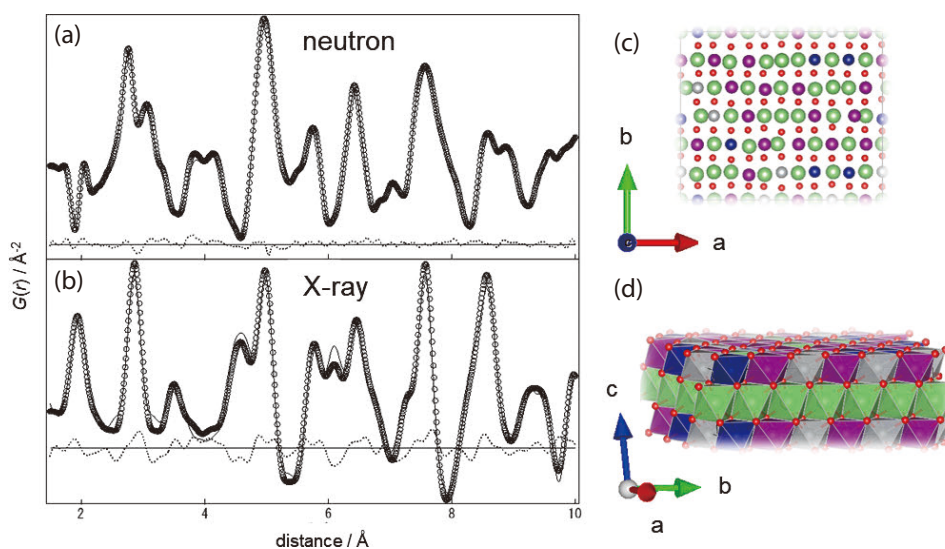 (a)
neutron
(b)
X-ray
G(r) / Å-2
2
4
6
8
10
distance / Å
(c)
b
a
(d)
c
b
a